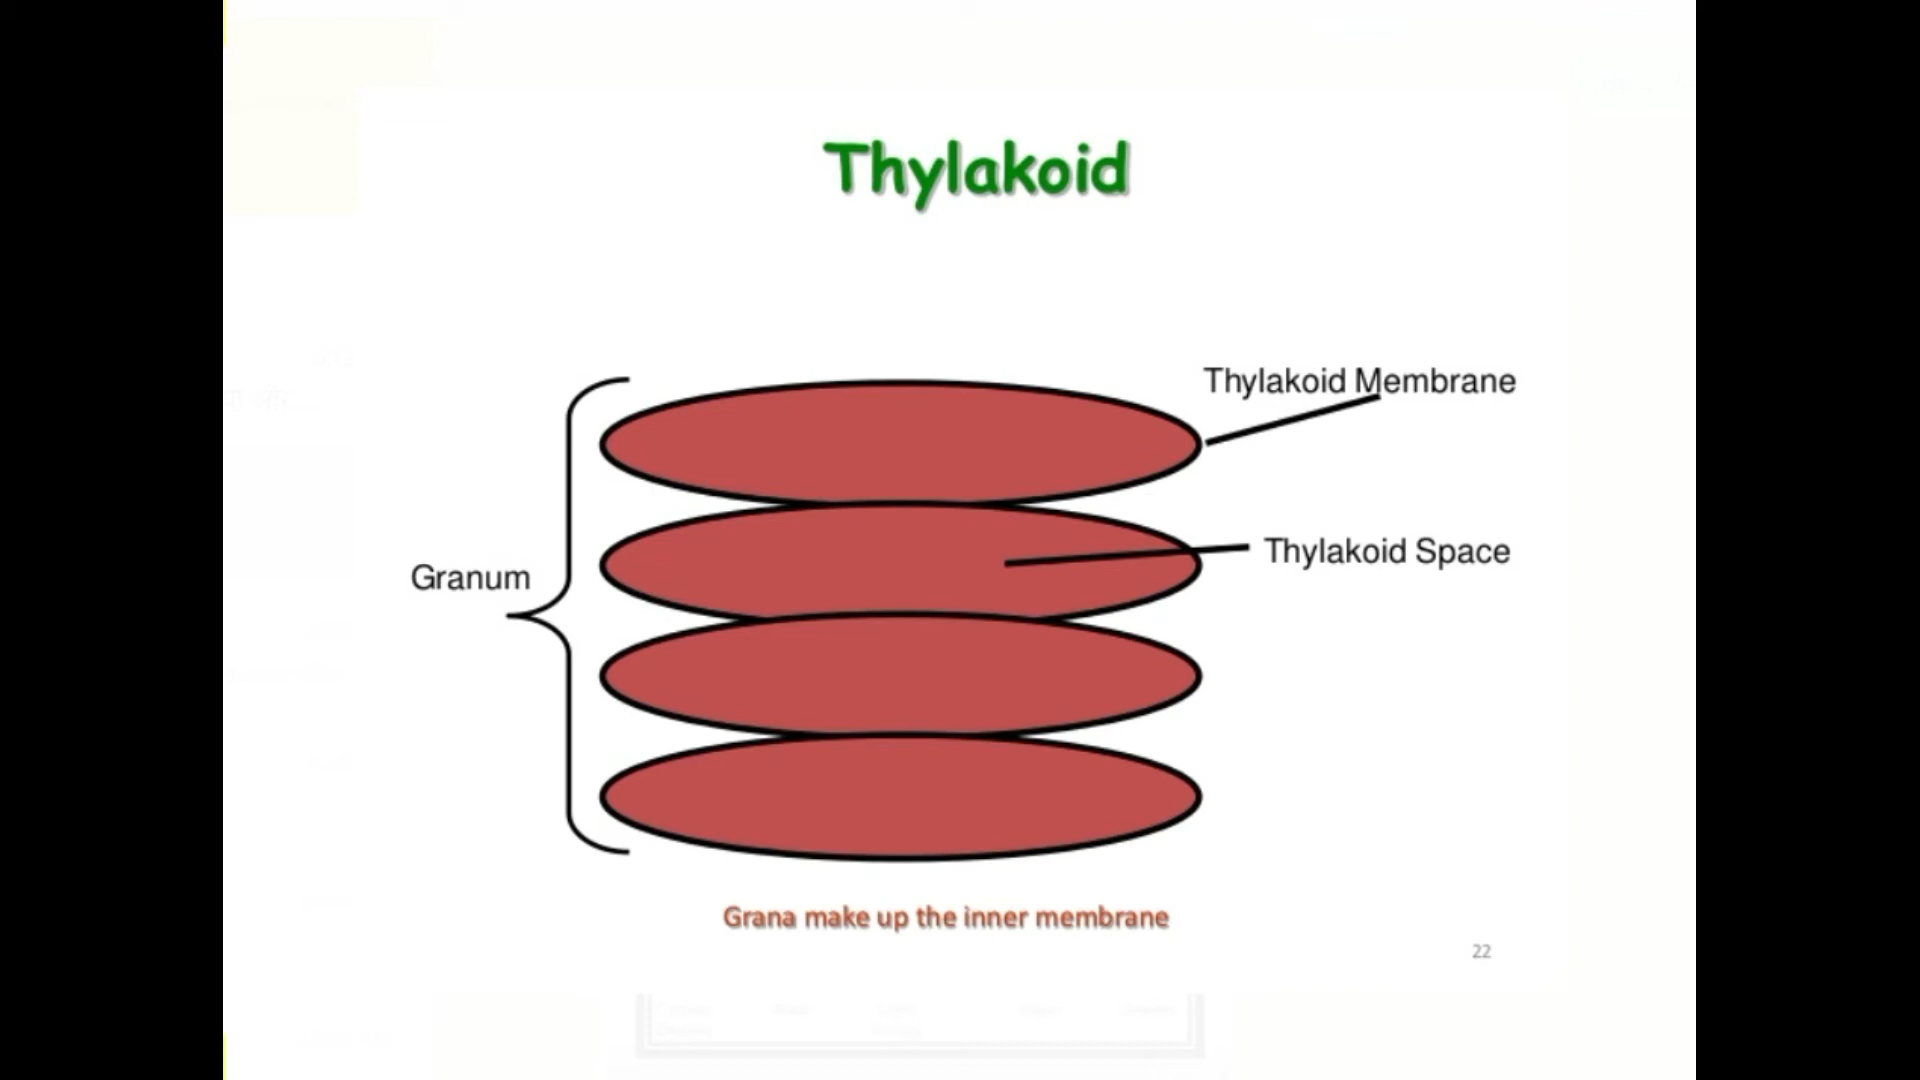 Thylakoid
Thylakoid Membrane
Thylakoid Space
Granum
Grana make up the inner membrane
22